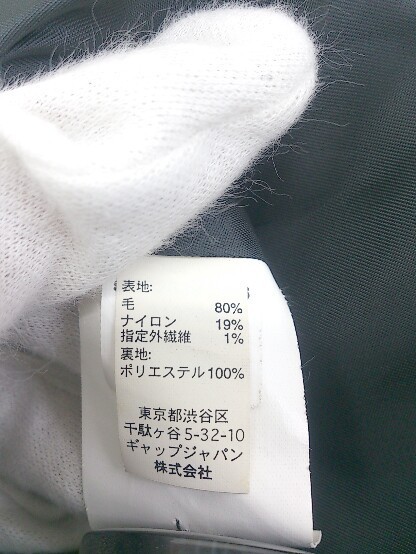 表地:
毛 80%
ナイロン 19%
指定外繊維 1%
裏地:
ポリエステル100%
東京都渋谷区
千駄ヶ谷5-32-10
ギャップジャパン
株式会社